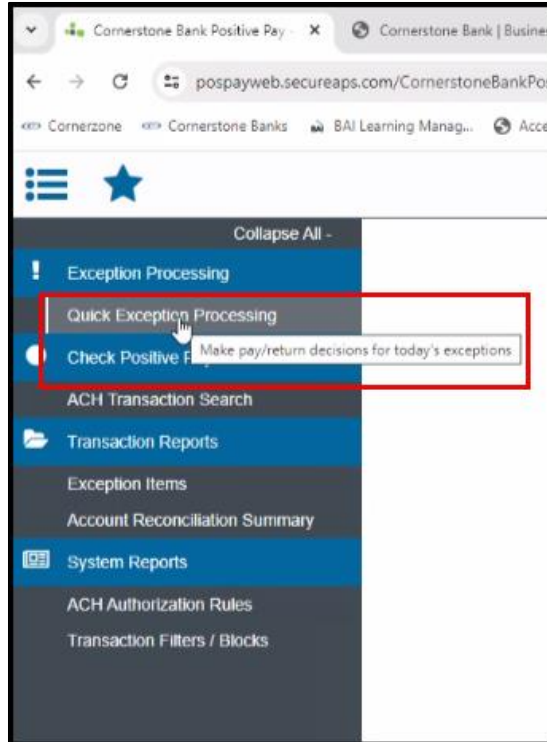 Cornerstone Bank Positive Pay
Cornerstone Bank | Busines
pospayweb.secureaps.com/CornerstoneBankPo
Cornerzone Cornerstone Banks BAI Learning Manag... Acce
Collapse All -
Exception Processing
Quick Exception Processing
Make pay/return decisions for today's exceptions
Check Positive
ACH Transaction Search
Transaction Reports
Exception Items
Account Reconciliation Summary
System Reports
ACH Authorization Rules
Transaction Filters / Blocks